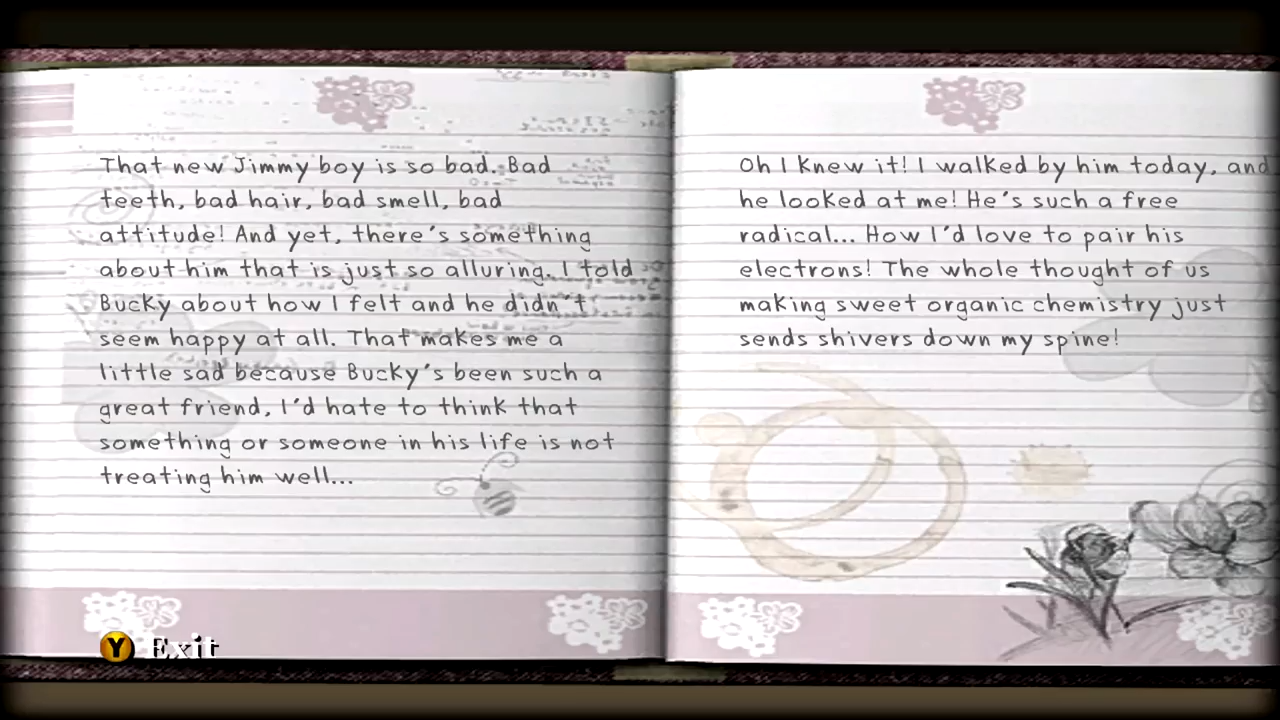 That new Jimmy boy is so bad. Bad
teeth, bad hair, bad smell, bad
attitude! And yet, there's something
about him that is just so alluring. I told
Bucky about how I felt and he didn't
seem happy at all. That makes me a
little sad because Bucky's been such a
great friend, I'd hate to think that
something or someone in his life is not
treating him well...
Oh I knew it! I walked by him today, and
he looked at me! He's such a free
radical... How I'd love to pair his
electrons! The whole thought of us
making sweet organic chemistry just
sends shivers down my spine!
Y Exit